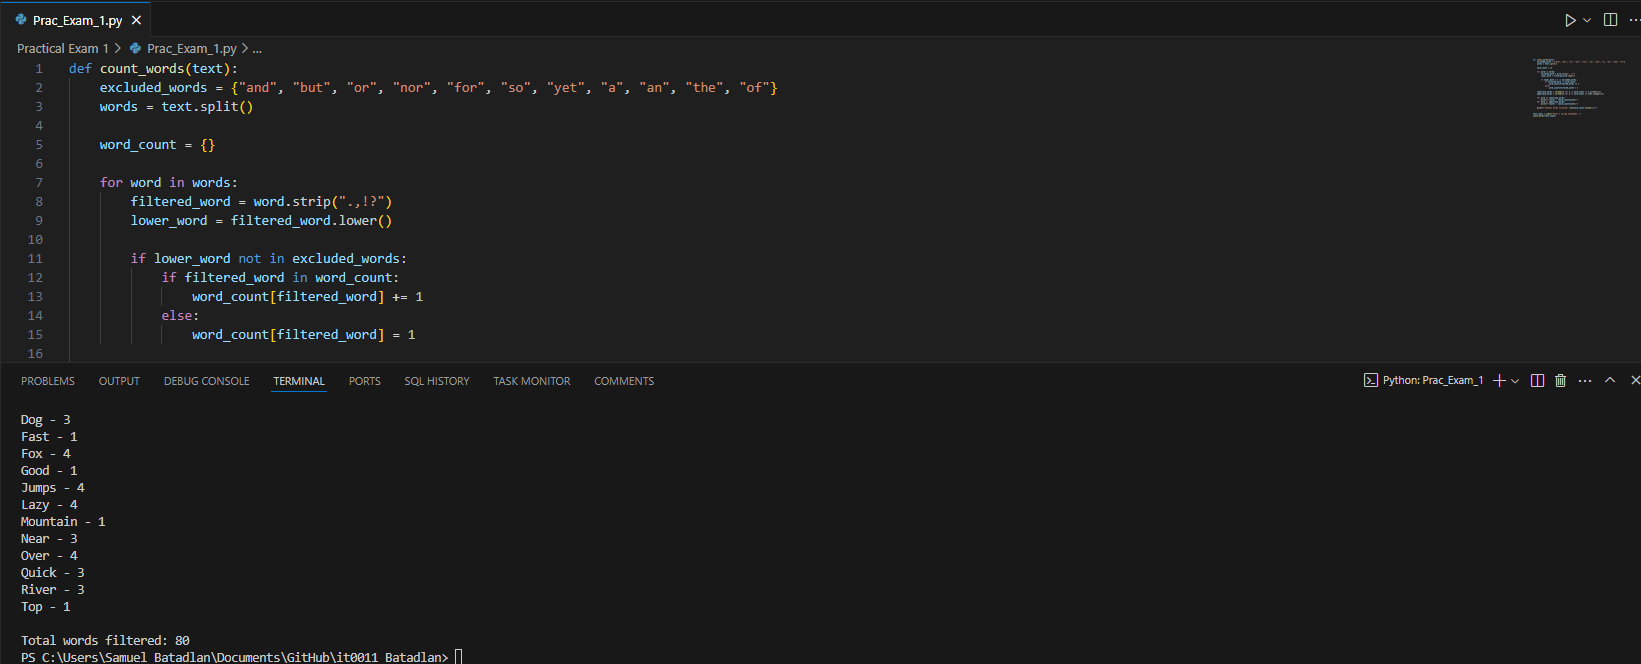 Prac_Exam_1.py
Practical Exam 1 > Prac_Exam_1.py > ...
1 def count_words(text):
2 excluded_words = {"and", "but", "or", "nor", "for", "so", "yet", "a", "an", "the", "of"}
3 words = text.split()
4
5 word_count = {}
6
7 for word in words:
8 filtered_word = word.strip(".,!?")
9 lower_word = filtered_word.lower()
10
11 if lower_word not in excluded_words:
12 if filtered_word in word_count:
13 word_count[filtered_word] += 1
14 else:
15 word_count[filtered_word] = 1
16
PROBLEMS OUTPUT DEBUG CONSOLE TERMINAL PORTS SQL HISTORY TASK MONITOR COMMENTS Python: Prac_Exam_1
Dog - 3
Fast - 1
Fox - 4
Good - 1
Jumps - 4
Lazy - 4
Mountain - 1
Near - 3
Over - 4
Quick - 3
River - 3
Top - 1
Total words filtered: 80
PS C:\Users\Samuel Batadlan\Documents\GitHub\it0011_Batadlan>